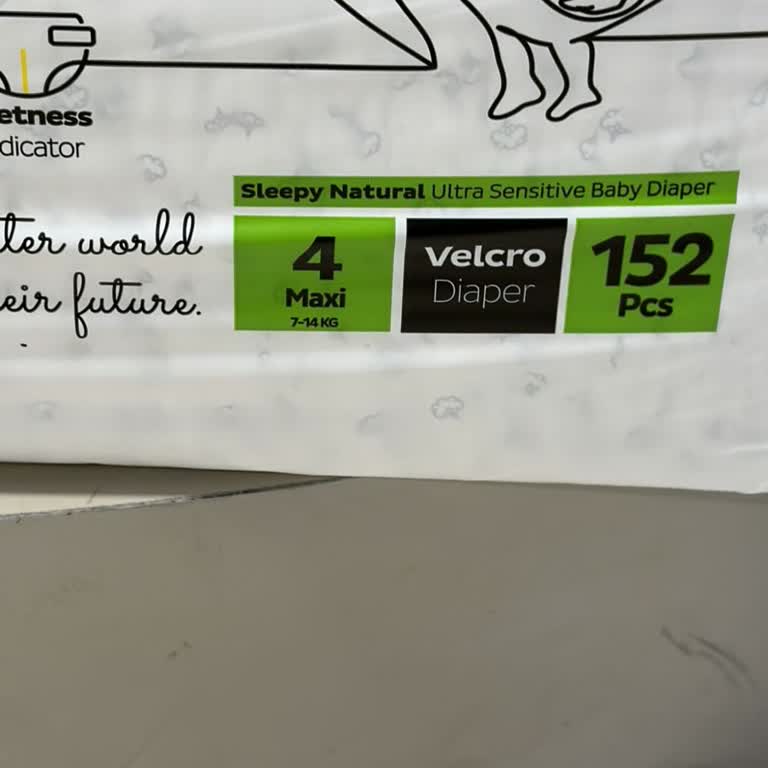 etness
dicator
ter world
eir future.
Sleepy Natural Ultra Sensitive Baby Diaper
4
Maxi
7-14 KG
Velcro
Diaper
152
Pcs